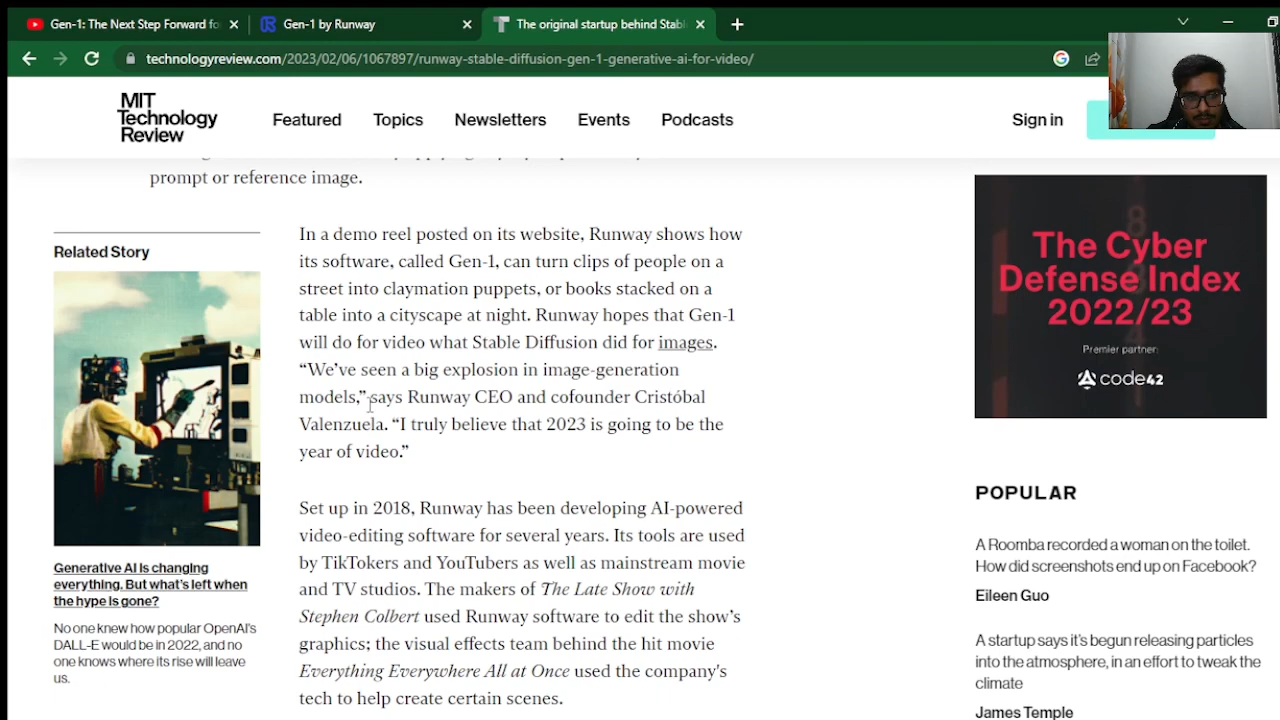 Gen-1: The Next Step Forward fo
Gen-1 by Runway
The original startup behind Stabl
technologyreview.com/2023/02/06/1067897/runway-stable-diffusion-gen-1-generative-ai-for-video/
MIT
Technology
Review
Featured
Topics
Newsletters
Events
Podcasts
Sign in
prompt or reference image.
Related Story
Generative AI is changing
everything. But what's left when
the hype is gone?
No one knew how popular OpenAI's
DALL-E would be in 2022, and no
one knows where its rise will leave
us.
In a demo reel posted on its website, Runway shows how
its software, called Gen-1, can turn clips of people on a
street into claymation puppets, or books stacked on a
table into a cityscape at night. Runway hopes that Gen-1
will do for video what Stable Diffusion did for images.
“We’ve seen a big explosion in image-generation
models,” says Runway CEO and cofounder Cristóbal
Valenzuela. “I truly believe that 2023 is going to be the
year of video.”
Set up in 2018, Runway has been developing AI-powered
video-editing software for several years. Its tools are used
by TikTokers and YouTubers as well as mainstream movie
and TV studios. The makers of The Late Show with
Stephen Colbert used Runway software to edit the show’s
graphics; the visual effects team behind the hit movie
Everything Everywhere All at Once used the company's
tech to help create certain scenes.
The Cyber
Defense Index
2022/23
Premier partner:
code42
POPULAR
A Roomba recorded a woman on the toilet.
How did screenshots end up on Facebook?
Eileen Guo
A startup says it’s begun releasing particles
into the atmosphere, in an effort to tweak the
climate
James Temple